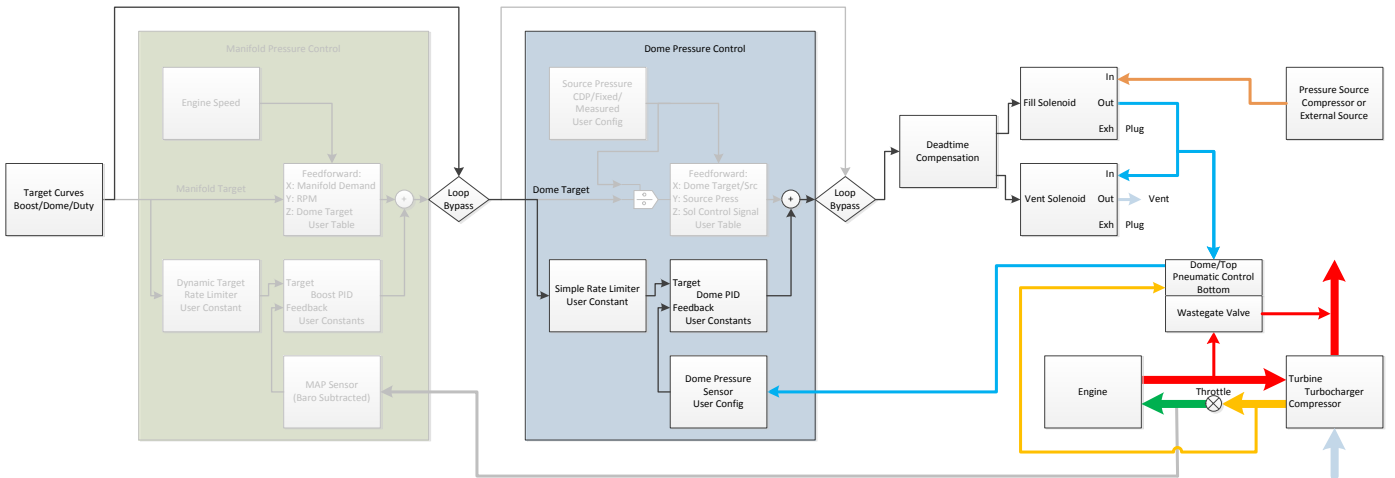 Target Curves
Boost/Dome/Duty
Manifold Pressure Control
Engine Speed
Manifold Target
Feedforward:
X: Manifold Demand
Y: RPM
Z: Dome Target
User Table
+
Dynamic Target
Rate Limiter
User Constant
Target
Boost PID
Feedback
User Constants
MAP Sensor
(Baro Subtracted)
Loop
Bypass
Dome Pressure Control
Source Pressure
CDP/Fixed/
Measured
User Config
Dome Target
÷
Feedforward:
X: Dome Target/Src
Y: Source Press
Z: Sol Control Signal
User Table
+
Simple Rate Limiter
User Constant
Target
Dome PID
Feedback
User Constants
Dome Pressure
Sensor
User Config
Loop
Bypass
Deadtime
Compensation
In
Fill Solenoid
Out
Exh
Plug
In
Vent Solenoid
Out
Vent
Exh
Plug
Pressure Source
Compressor or
External Source
Dome/Top
Pneumatic Control
Bottom
Wastegate Valve
Engine
Throttle
Turbine
Turbocharger
Compressor